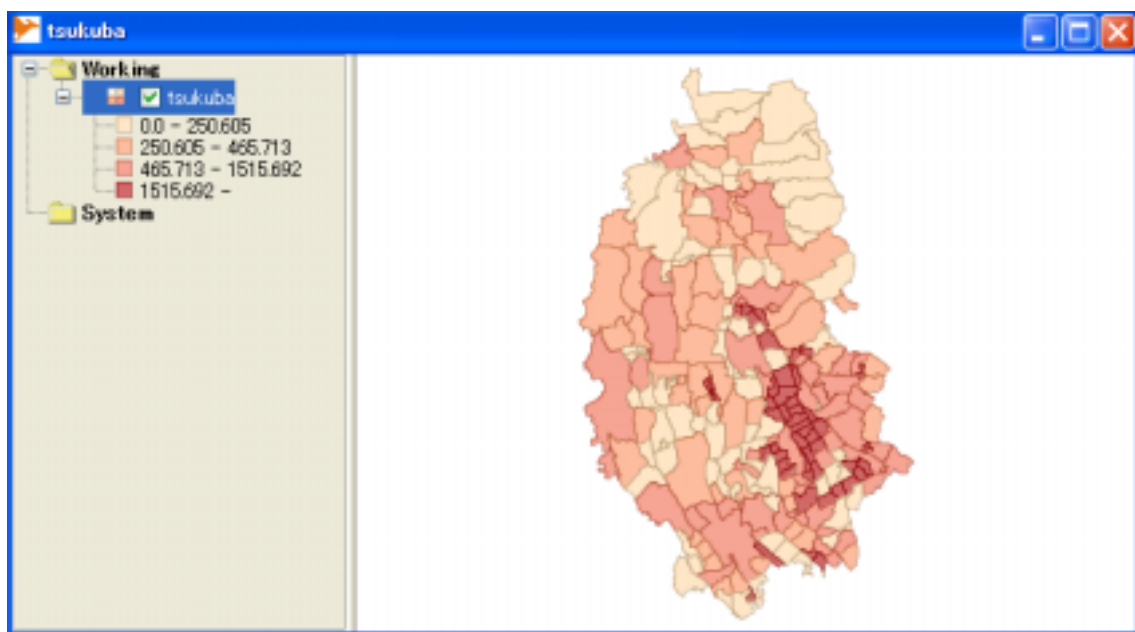 tsukuba
Working
tsukuba
0.0 - 250.605
250.605 - 465.713
465.713 - 1515.692
1515.692 -
System